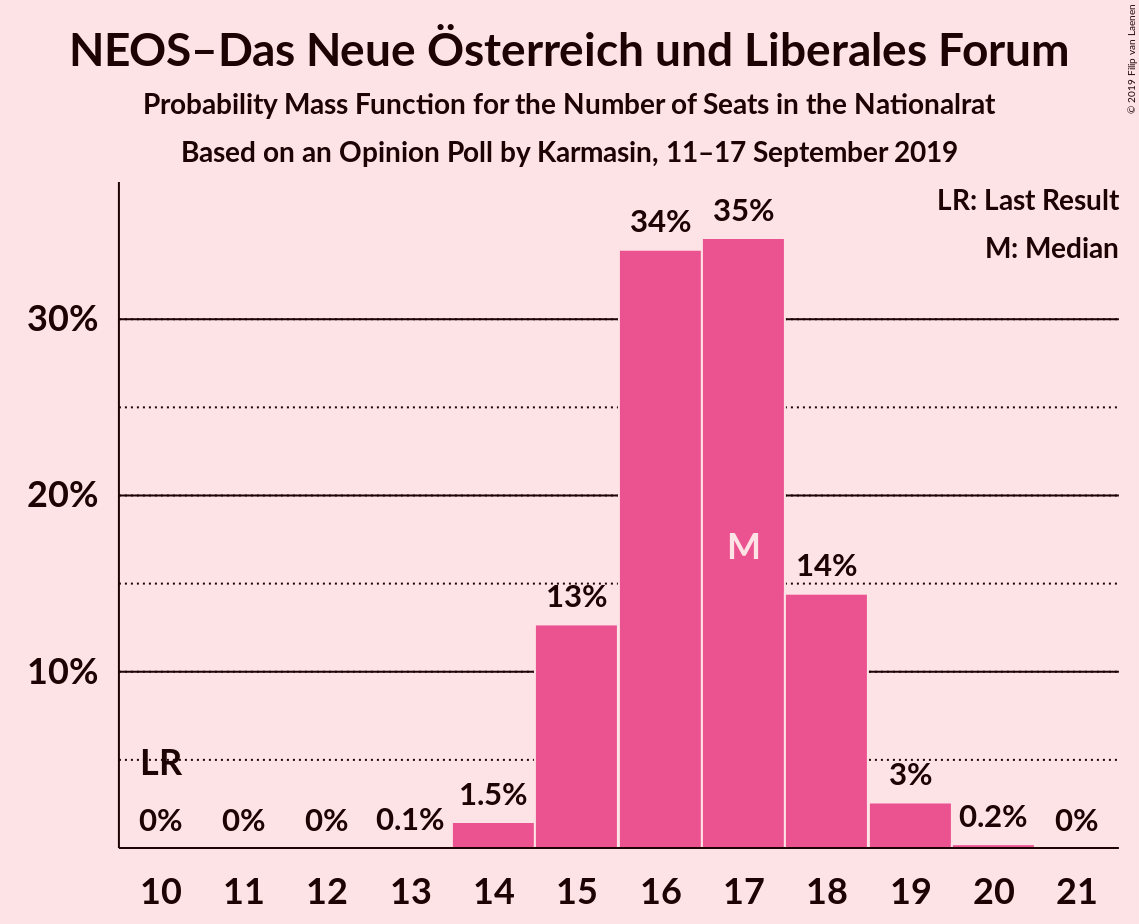 NEOS–Das Neue Österreich und Liberales Forum
Probability Mass Function for the Number of Seats in the Nationalrat
Based on an Opinion Poll by Karmasin, 11–17 September 2019
© 2019 Filip van Laenen
LR: Last Result
M: Median
30%
20%
10%
LR
0%
0%
0%
0.1%
1.5%
13%
34%
35%
M
14%
3%
0.2%
0%
10 11 12 13 14 15 16 17 18 19 20 21